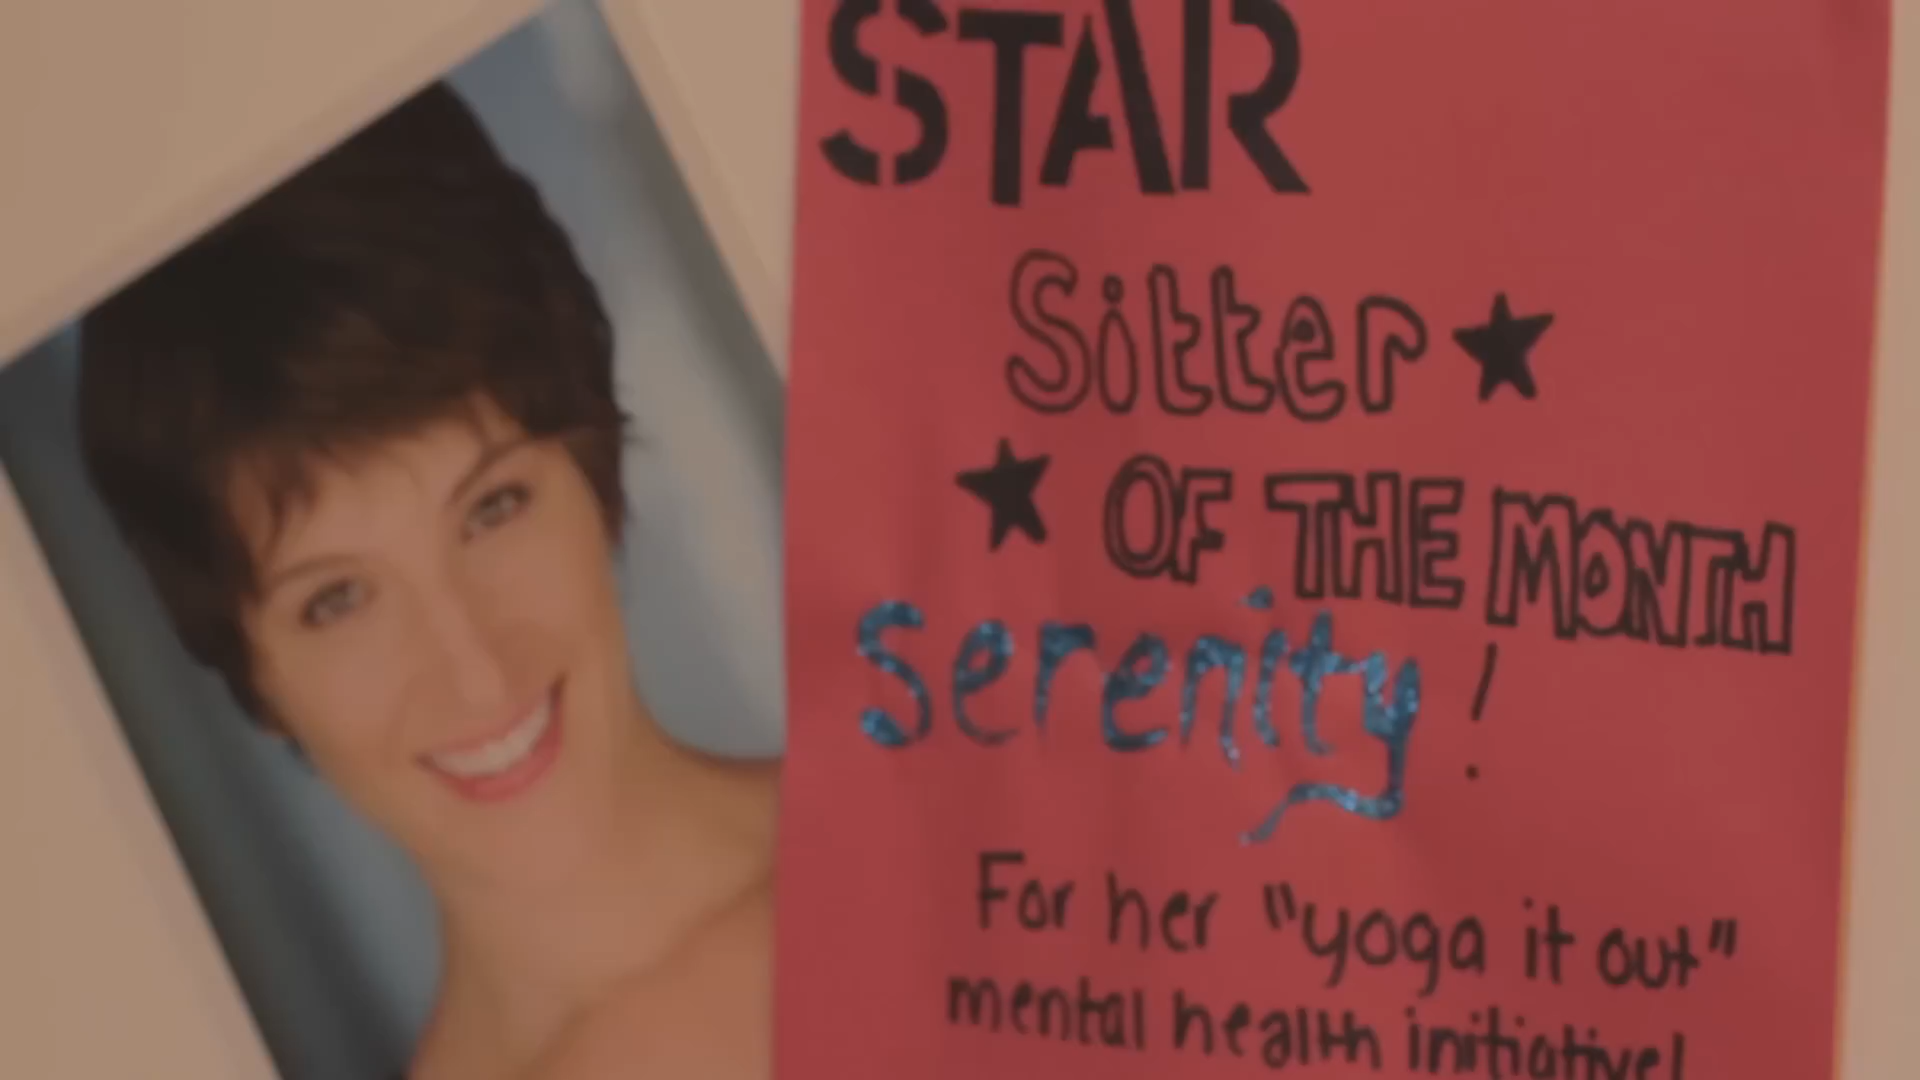 STAR
Sitter
OF THE MONTH
Serenity!
For her "yoga it out"
mental health initiative!